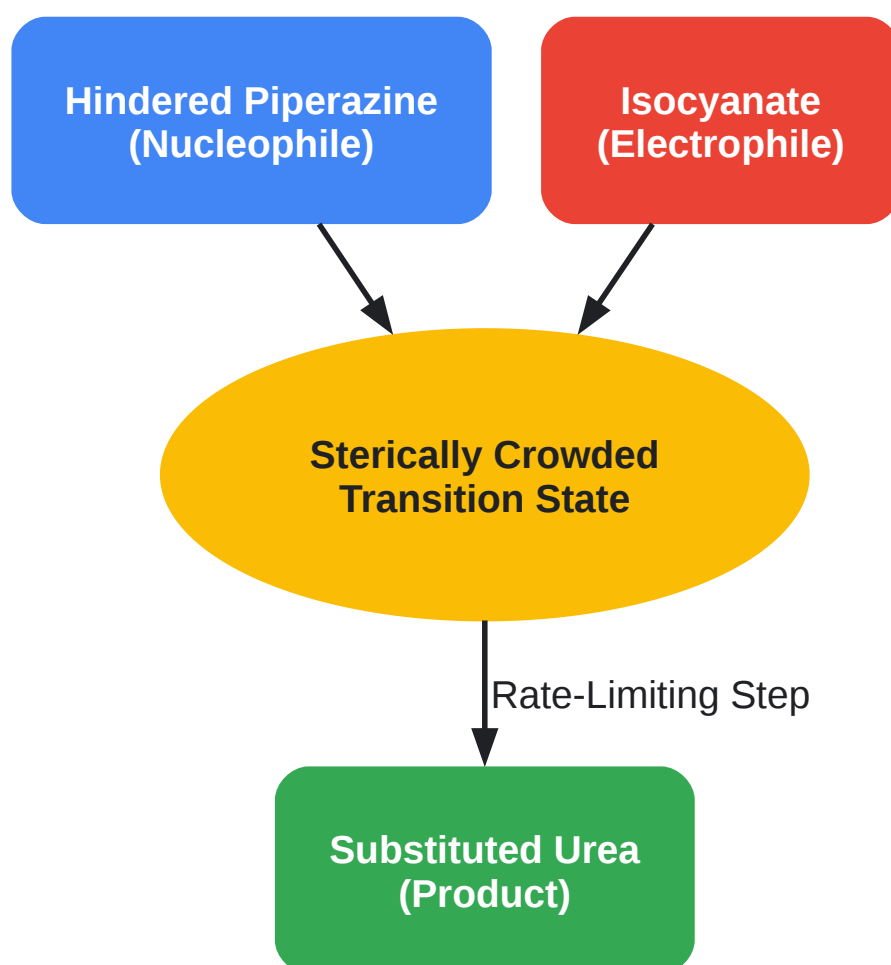 Hindered Piperazine
(Nucleophile)
Isocyanate
(Electrophile)
Sterically Crowded
Transition State
Rate-Limiting Step
Substituted Urea
(Product)